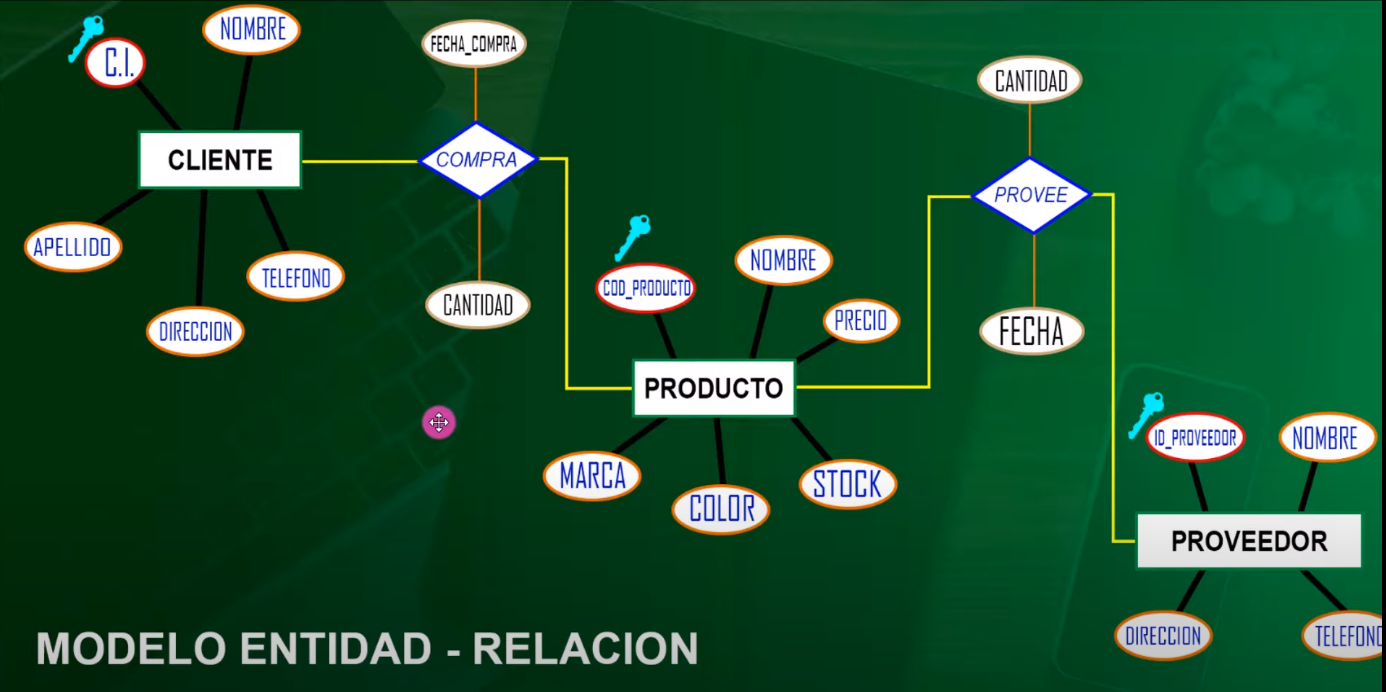 C.I.
NOMBRE
CLIENTE
APELLIDO
DIRECCION
TELEFONO
FECHA_COMPRA
COMPRA
CANTIDAD
COD_PRODUCTO
NOMBRE
PRECIO
PRODUCTO
MARCA
COLOR
STOCK
CANTIDAD
PROVEE
FECHA
ID_PROVEEDOR
NOMBRE
PROVEEDOR
DIRECCION
TELEFONO
MODELO ENTIDAD - RELACION